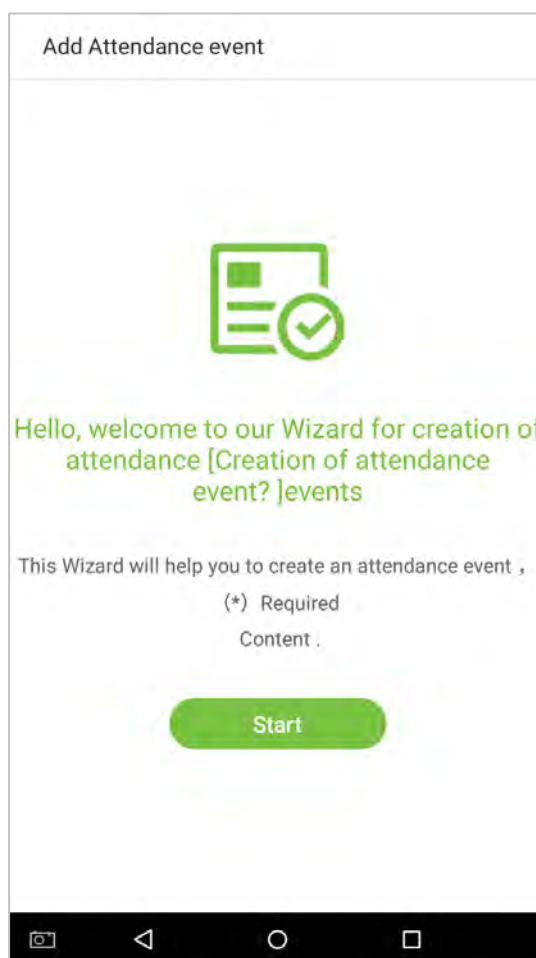 Add Attendance event
Hello, welcome to our Wizard for creation of
attendance [Creation of attendance
event? ]events
This Wizard will help you to create an attendance event ，
(*) Required
Content .
Start